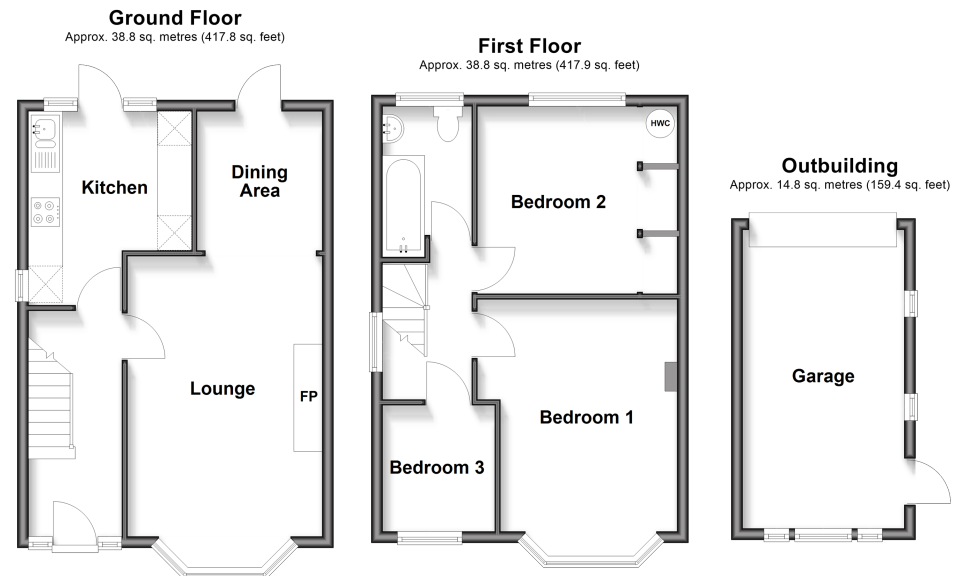 Ground Floor
Approx. 38.8 sq. metres (417.8 sq. feet)
Kitchen
Dining
Area
Lounge
FP
First Floor
Approx. 38.8 sq. metres (417.9 sq. feet)
HWC
Bedroom 2
Bedroom 1
Bedroom 3
Outbuilding
Approx. 14.8 sq. metres (159.4 sq. feet)
Garage